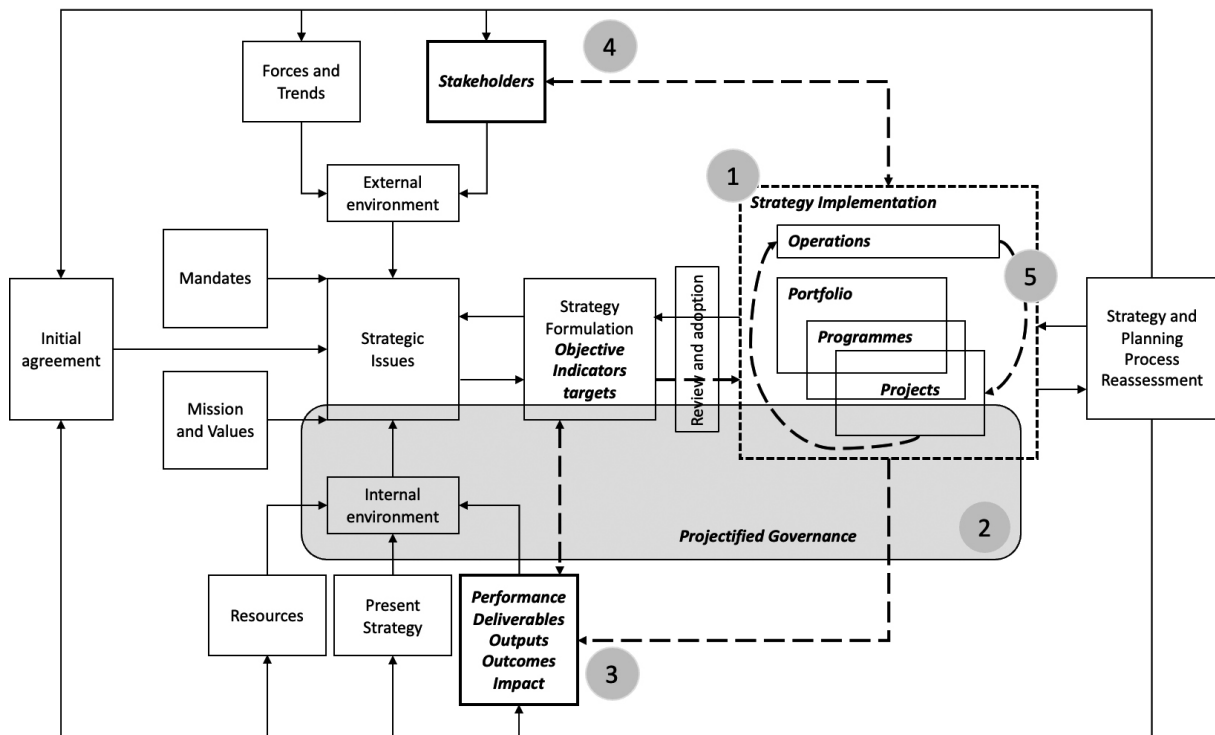 4
Forces and
Trends
Stakeholders
1
External
environment
Strategy Implementation
Operations
5
Mandates
Portfolio
Initial
agreement
Strategic
Issues
Strategy
Formulation
Objective
Indicators
targets
Review and adoption
Programmes
Projects
Strategy and
Planning
Process
Reassessment
Mission
and Values
Internal
environment
Projectified Governance
2
Resources
Present
Strategy
Performance
Deliverables
Outputs
Outcomes
Impact
3